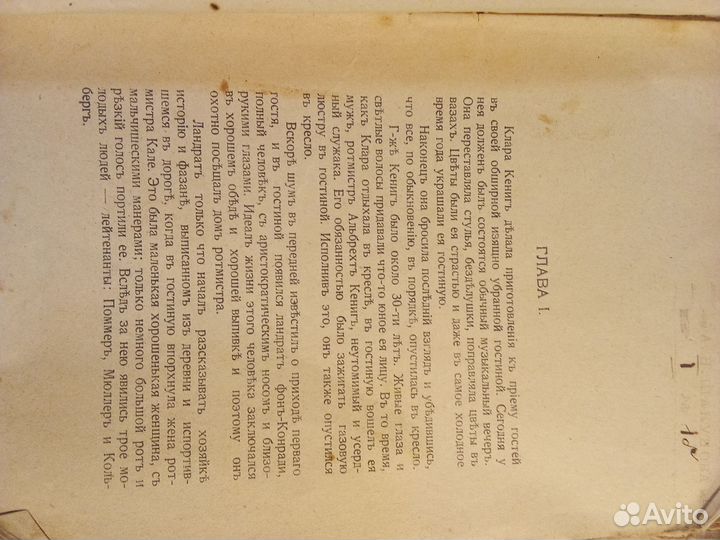 1
ГЛАВА I.
Клара Кенигъ дѣлала приготовленія къ пріему гостей
въ своей обширной изящно убранной гостиной. Сегодня у
нея долженъ былъ состоятся обычный музыкальный вечеръ.
Она переставляла стулья, бездѣлушки, поправляла цвѣты въ
вазахъ. Цвѣты были ея страстью и даже въ самое холодное
время года украшали ея гостиную.
Наконецъ она бросила послѣдній взглядъ и убѣдившись,
что все, по обыкновенію, въ порядкѣ, опустилась въ кресло.
Г-жѣ Кенигъ было около 30-ти лѣтъ. Живые глаза и
свѣтлые волосы придавали что-то юное ея лицу. Въ то время,
какъ Клара отдыхала въ креслѣ, въ гостиную вошелъ ея
мужъ, ротмистръ Альбрехтъ Кенигъ, неутомимый и усерд-
ный служака. Его обязанностью было зажигать газовую
люстру въ гостиной. Исполнивъ это, онъ также опустился
въ кресло.
Вскорѣ шумъ въ передней извѣстилъ о приходѣ перваго
гостя, и въ гостиной появился ландратъ фонъ-Конради,
полный человѣкъ, съ аристократическимъ носомъ и близо-
рукими глазами. Идеалъ жизни этого человѣка заключался
въ хорошемъ обѣдѣ и хорошей выпивкѣ и поэтому онъ
охотно посѣщалъ домъ ротмистра.
Ландратъ только что началъ разсказывать хозяйкѣ
исторію и фазанѣ, выписанномъ изъ деревни и испортив-
шемся въ дорогѣ, когда въ гостиную впорхнула жена рот-
мистра Кале. Это была маленькая хорошенькая женщина, съ
мальчишескими манерами; только немного большой ротъ и
рѣзкій голосъ портили ее. Вслѣдъ за нею явились трое мо-
лодыхъ людей — лейтенанты: Поммеръ, Мюллеръ и Коль-
бергъ.
Avito